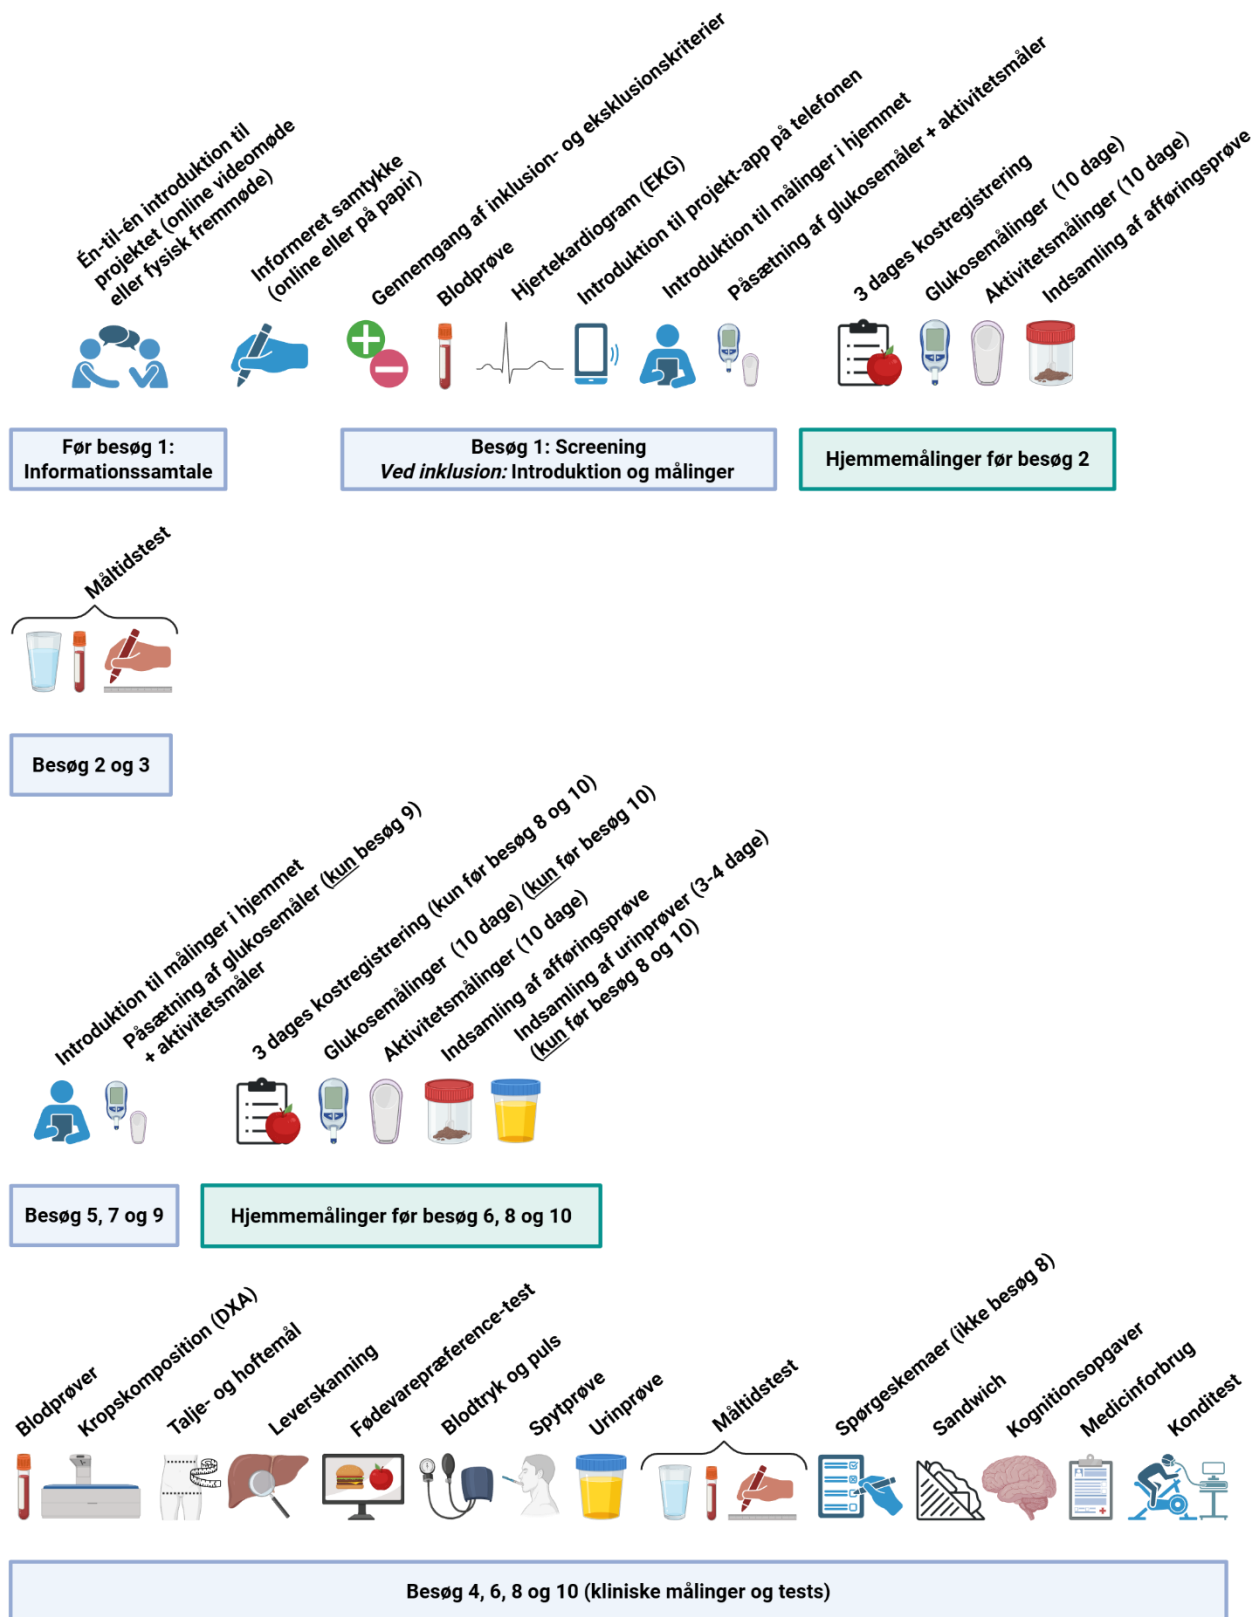 Én-til-én introduktion til
projektet (online videomøde
eller fysisk fremmøde)
Informeret samtykke
(online eller på papir)
Gennemgang af inklusion- og eksklusionskriterier
Blodprøve
Hjertekardiogram (EKG)
Introduktion til projekt-app på telefonen
Introduktion til målinger i hjemmet
Påsætning af glukosemåler + aktivitetsmåler
3 dages kostregistrering
Glukosemålinger (10 dage)
Aktivitetsmålinger (10 dage)
Indsamling af afføringsprøve
Før besøg 1:
Informationssamtale
Besøg 1: Screening
Ved inklusion: Introduktion og målinger
Hjemmemålinger før besøg 2
Måltidstest
Besøg 2 og 3
Introduktion til målinger i hjemmet
Påsætning af glukosemåler (kun besøg 9)
+ aktivitetsmåler
3 dages kostregistrering (kun før besøg 8 og 10)
Glukosemålinger (10 dage) (kun før besøg 10)
Aktivitetsmålinger (10 dage)
Indsamling af afføringsprøve
Indsamling af urinprøver (3-4 dage)
(kun før besøg 8 og 10)
Besøg 5, 7 og 9
Hjemmemålinger før besøg 6, 8 og 10
Blodprøver
Kropskomposition (DXA)
Talje- og hoftemål
Leverskanning
Fødevarepræference-test
Blodtryk og puls
Spytprøve
Urinprøve
Måltidstest
Spørgeskemaer (ikke besøg 8)
Sandwich
Kognitionsopgaver
Medicinforbrug
Konditest
Besøg 4, 6, 8 og 10 (kliniske målinger og tests)